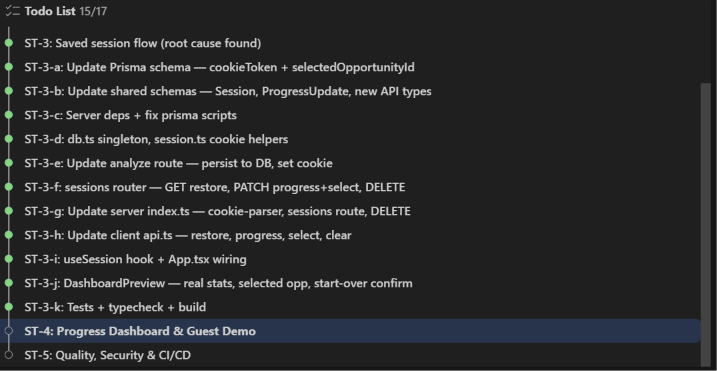 Todo List 15/17
ST-3: Saved session flow (root cause found)
ST-3-a: Update Prisma schema — cookieToken + selectedOpportunityId
ST-3-b: Update shared schemas — Session, ProgressUpdate, new API types
ST-3-c: Server deps + fix prisma scripts
ST-3-d: db.ts singleton, session.ts cookie helpers
ST-3-e: Update analyze route — persist to DB, set cookie
ST-3-f: sessions router — GET restore, PATCH progress+select, DELETE
ST-3-g: Update server index.ts — cookie-parser, sessions route, DELETE
ST-3-h: Update client api.ts — restore, progress, select, clear
ST-3-i: useSession hook + App.tsx wiring
ST-3-j: DashboardPreview — real stats, selected opp, start-over confirm
ST-3-k: Tests + typecheck + build
ST-4: Progress Dashboard & Guest Demo
ST-5: Quality, Security & CI/CD